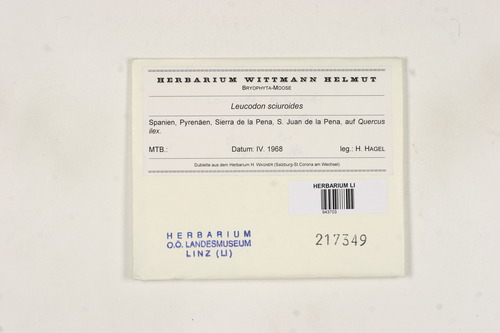 HERBARIUM WITTMANN HELMUT
BRYOPHYTA-MOOSE
Leucodon sciuroides
Spanien, Pyrenäen, Sierra de la Pena, S. Juan de la Pena, auf Quercus
ilex.
MTB.: Datum: IV. 1968 leg.: H. HAGEL
Dublette aus dem Herbarium H. WAGNER (Salzburg-St.Corona am Wechsel)
HERBARIUM LI
943703
HERBARIUM
O.Ö. LANDESMUSEUM
LINZ (LI)
217349